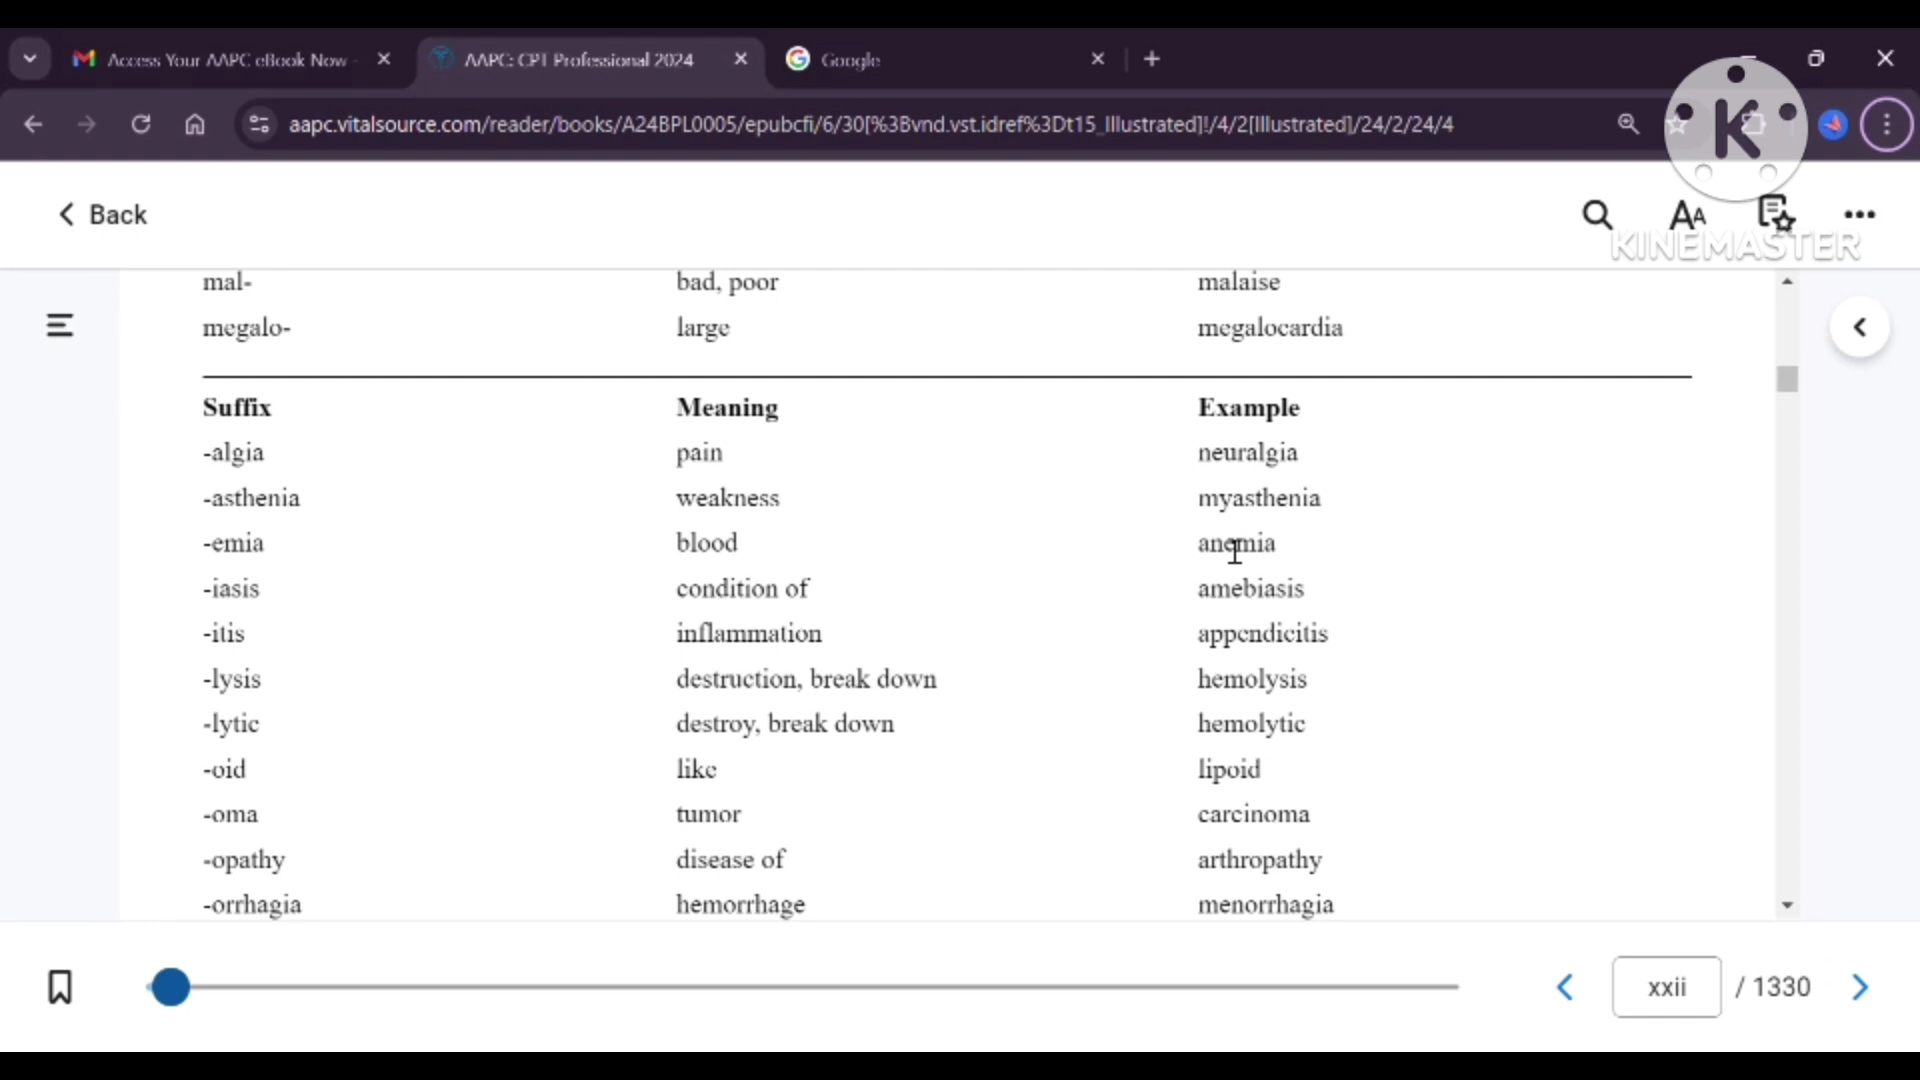 Access Your AAPC eBook Now -
AAPC: CPT Professional 2024
Google
aapc.vitalsource.com/reader/books/A24BPL0005/epubcfi/6/30[%3Bvnd.vst.idref%3Dt15_Illustrated]!/4/2[Illustrated]/24/2/24/4
K
KINEMASTER
Back
AA
mal- bad, poor malaise
megalo- large megalocardia
Suffix Meaning Example
-algia pain neuralgia
-asthenia weakness myasthenia
-emia blood anemia
-iasis condition of amebiasis
-itis inflammation appendicitis
-lysis destruction, break down hemolysis
-lytic destroy, break down hemolytic
-oid like lipoid
-oma tumor carcinoma
-opathy disease of arthropathy
-orrhagia hemorrhage menorrhagia
xxii / 1330